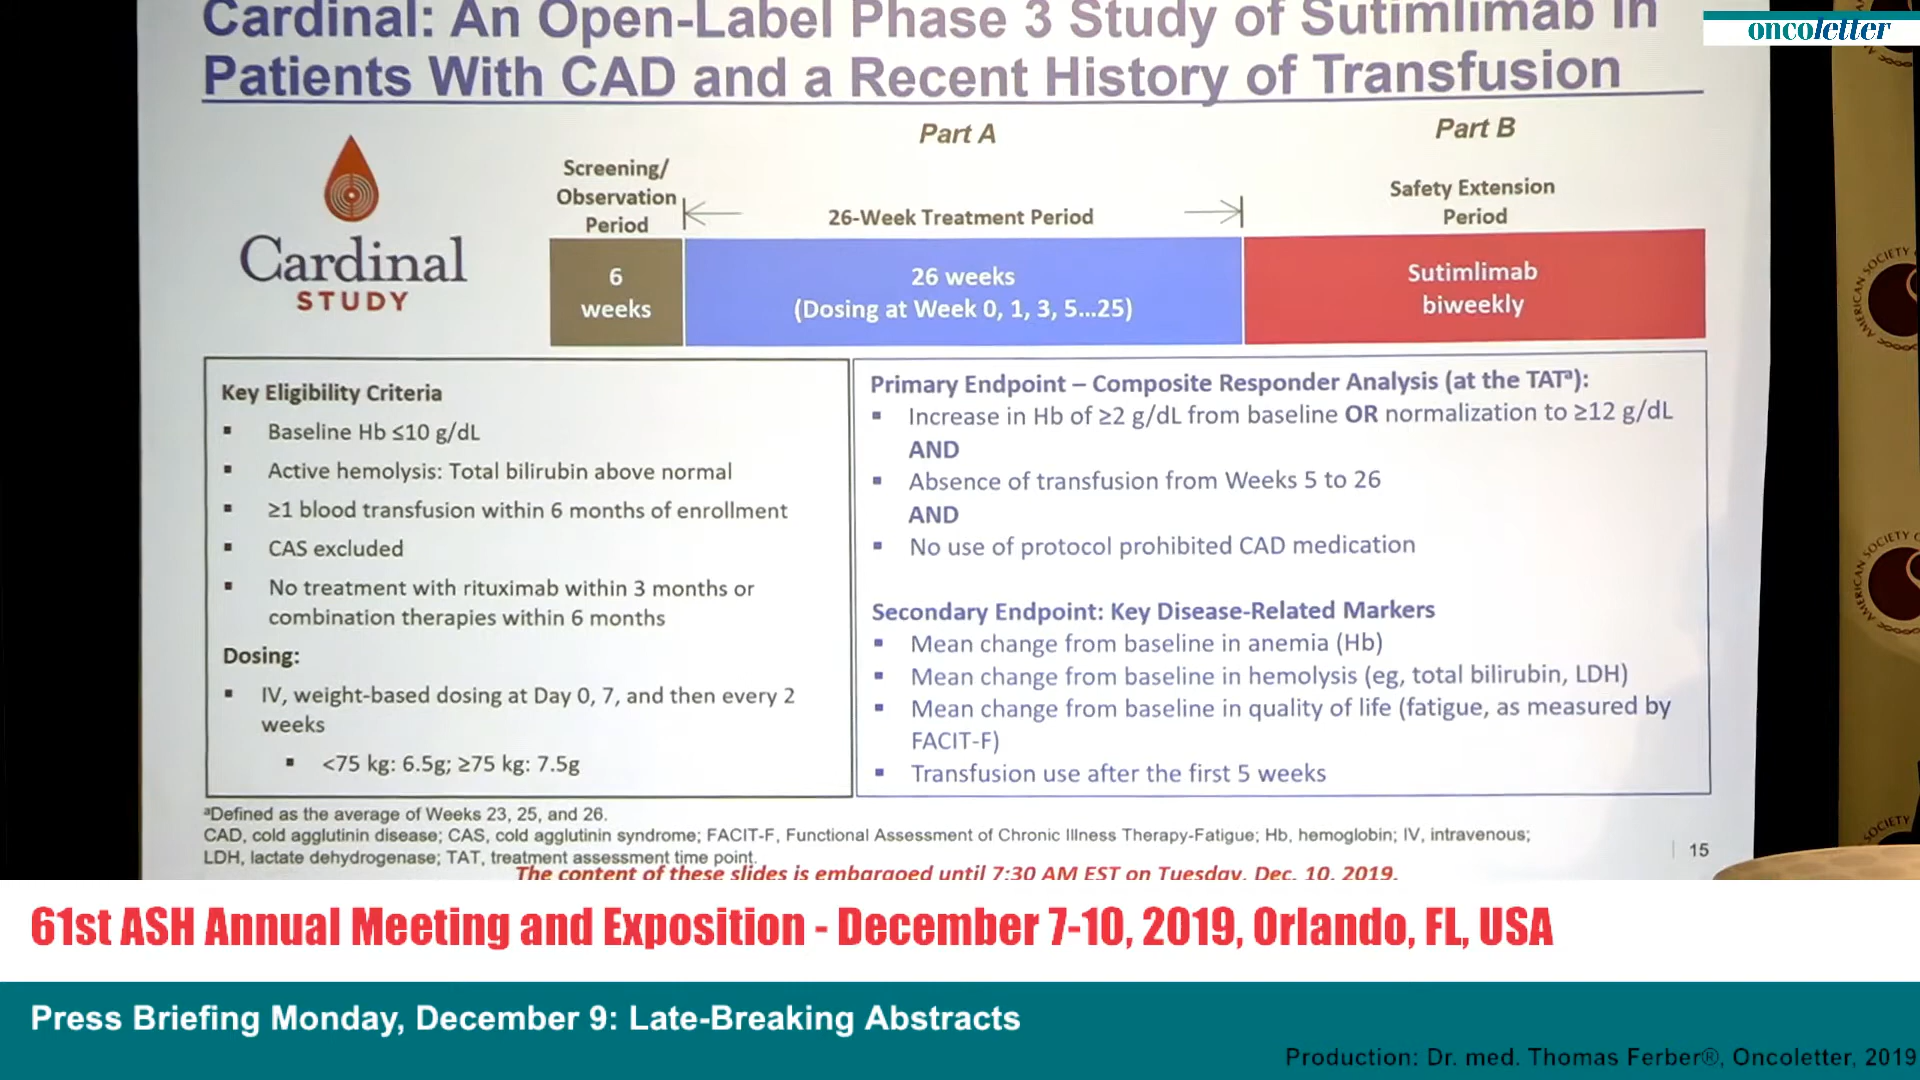 Cardinal: An Open-Label Phase 3 Study of Sutimlimab in
Patients With CAD and a Recent History of Transfusion
oncoletter
Part A
Part B
Screening/
Observation
Period
26-Week Treatment Period
Safety Extension
Period
Cardinal
STUDY
6
weeks
26 weeks
(Dosing at Week 0, 1, 3, 5...25)
Sutimlimab
biweekly
Key Eligibility Criteria
▪ Baseline Hb ≤10 g/dL
▪ Active hemolysis: Total bilirubin above normal
▪ ≥1 blood transfusion within 6 months of enrollment
▪ CAS excluded
▪ No treatment with rituximab within 3 months or
combination therapies within 6 months
Dosing:
▪ IV, weight-based dosing at Day 0, 7, and then every 2
weeks
▪ <75 kg: 6.5g; ≥75 kg: 7.5g
Primary Endpoint – Composite Responder Analysis (at the TATª):
▪ Increase in Hb of ≥2 g/dL from baseline OR normalization to ≥12 g/dL
AND
▪ Absence of transfusion from Weeks 5 to 26
AND
▪ No use of protocol prohibited CAD medication
Secondary Endpoint: Key Disease-Related Markers
▪ Mean change from baseline in anemia (Hb)
▪ Mean change from baseline in hemolysis (eg, total bilirubin, LDH)
▪ Mean change from baseline in quality of life (fatigue, as measured by
FACIT-F)
▪ Transfusion use after the first 5 weeks
ªDefined as the average of Weeks 23, 25, and 26.
CAD, cold agglutinin disease; CAS, cold agglutinin syndrome; FACIT-F, Functional Assessment of Chronic Illness Therapy-Fatigue; Hb, hemoglobin; IV, intravenous;
LDH, lactate dehydrogenase; TAT, treatment assessment time point.
15
The content of these slides is embargoed until 7:30 AM EST on Tuesday, Dec. 10, 2019.
AMERICAN SOCIETY
AMERICAN SOCIETY
SOCIETY
61st ASH Annual Meeting and Exposition - December 7-10, 2019, Orlando, FL, USA
Press Briefing Monday, December 9: Late-Breaking Abstracts
Production: Dr. med. Thomas Ferber®, Oncoletter, 2019